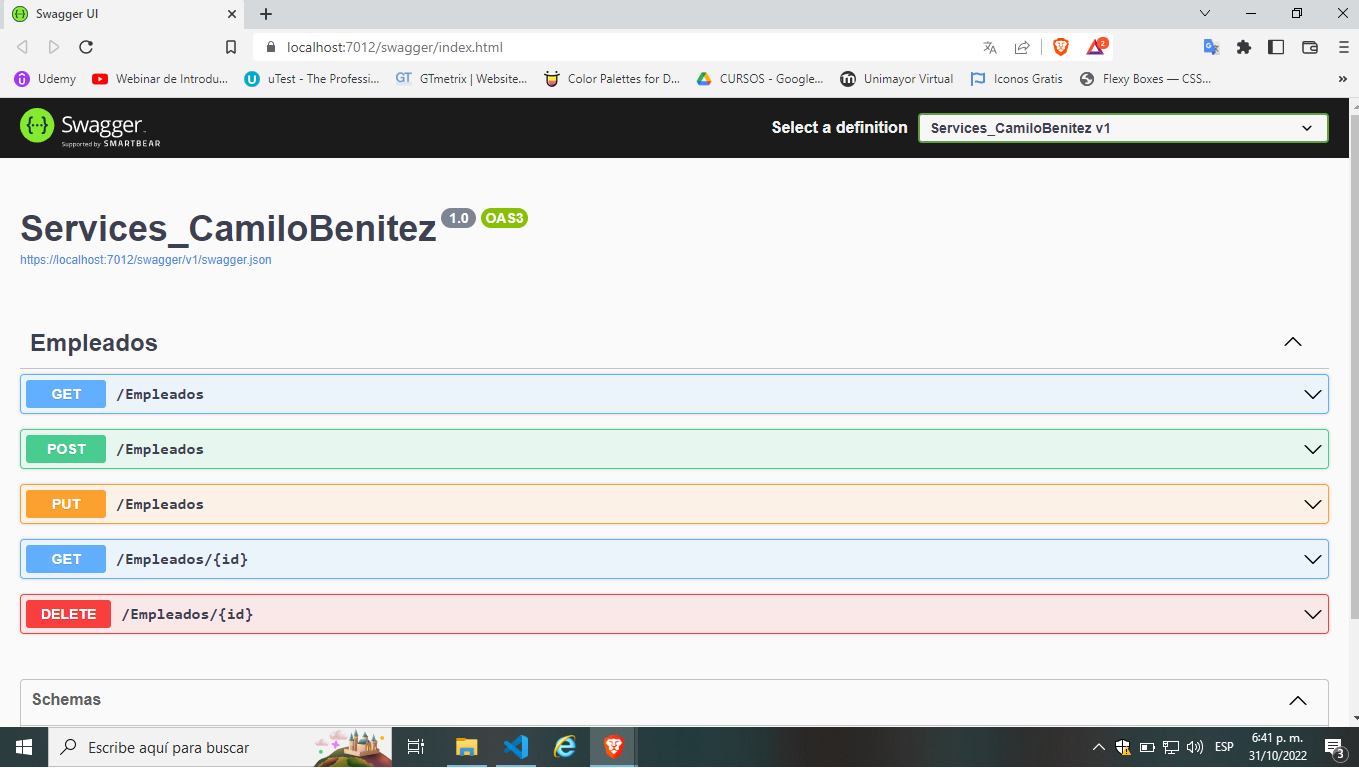 Swagger UI
localhost:7012/swagger/index.html
2
Udemy
Webinar de Introdu...
uTest - The Professi...
GT
GTmetrix | Website...
Color Palettes for D...
CURSOS - Google...
Unimayor Virtual
Iconos Gratis
Flexy Boxes — CSS...
»
{···} Swagger.
Supported by SMARTBEAR
Select a definition
Services_CamiloBenitez v1
Services_CamiloBenitez 1.0 OAS3
https://localhost:7012/swagger/v1/swagger.json
Empleados
GET /Empleados
POST /Empleados
PUT /Empleados
GET /Empleados/{id}
DELETE /Empleados/{id}
Schemas
Escribe aquí para buscar
ESP
6:41 p. m.
31/10/2022
3